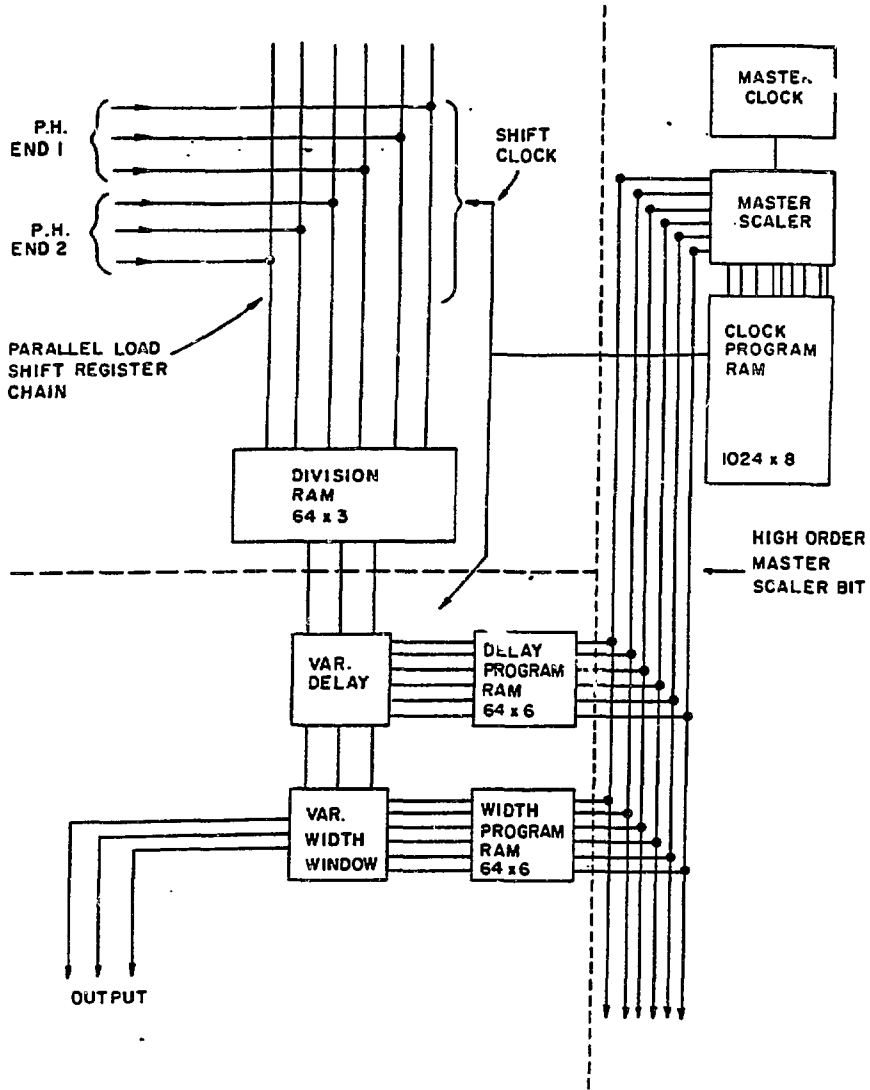 P.H.
END 1
P.H.
END 2
SHIFT
CLOCK
MASTER
CLOCK
MASTER
SCALER
CLOCK
PROGRAM
RAM
1024 x 8
PARALLEL LOAD
SHIFT REGISTER
CHAIN
DIVISION
RAM
64 x 3
HIGH ORDER
MASTER
SCALER BIT
VAR.
DELAY
DELAY
PROGRAM
RAM
64 x 6
VAR.
WIDTH
WINDOW
WIDTH
PROGRAM
RAM
64 x 6
OUTPUT